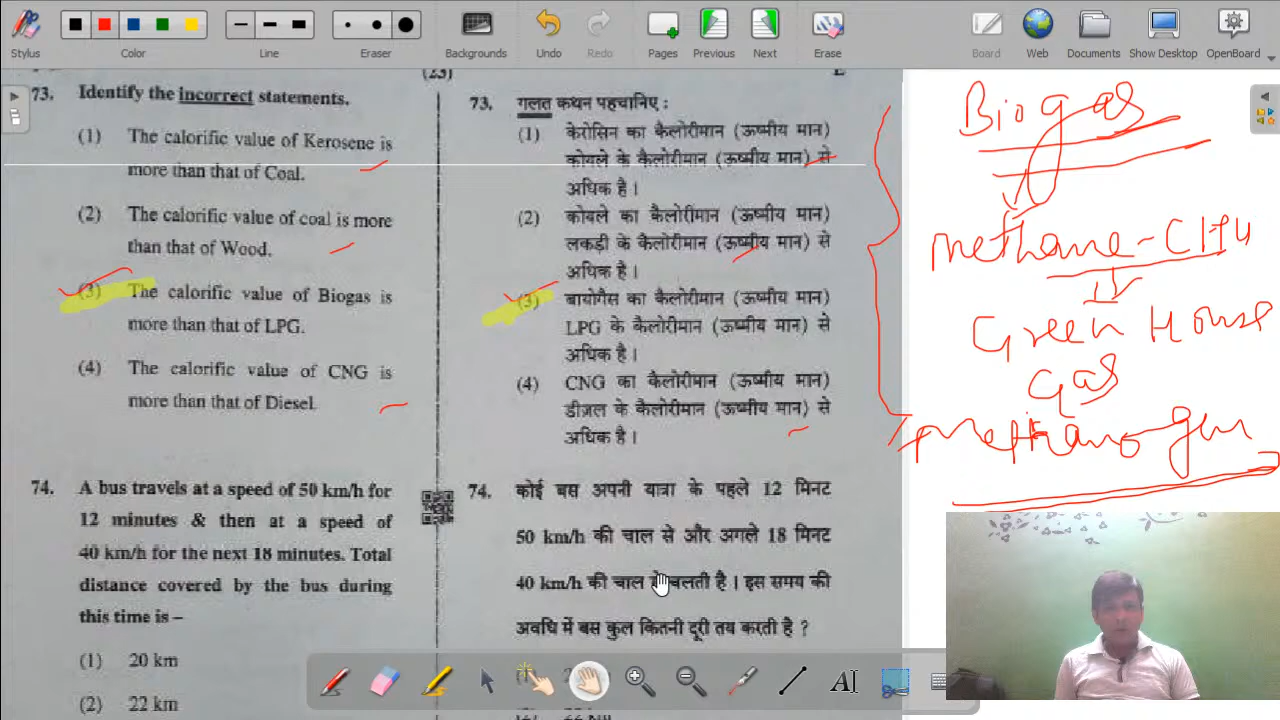 Stylus
Color
Line
Eraser
Backgrounds
Undo
Redo
Pages
Previous
Next
Erase
Board
Web
Documents
Show Desktop
OpenBoard
(23)
E
73. Identify the incorrect statements.
(1) The calorific value of Kerosene is
more than that of Coal.
(2) The calorific value of coal is more
than that of Wood.
(3) The calorific value of Biogas is
more than that of LPG.
(4) The calorific value of CNG is
more than that of Diesel.
74. A bus travels at a speed of 50 km/h for
12 minutes & then at a speed of
40 km/h for the next 18 minutes. Total
distance covered by the bus during
this time is –
(1) 20 km
(2) 22 km
73. गलत कथन पहचानिए :
(1) केरोसिन का कैलोरीमान (ऊष्मीय मान)
कोयले के कैलोरीमान (ऊष्मीय मान) से
अधिक है ।
(2) कोयले का कैलोरीमान (ऊष्मीय मान)
लकड़ी के कैलोरीमान (ऊष्मीय मान) से
अधिक है ।
(3) बायोगैस का कैलोरीमान (ऊष्मीय मान)
LPG के कैलोरीमान (ऊष्मीय मान) से
अधिक है ।
(4) CNG का कैलोरीमान (ऊष्मीय मान)
डीज़ल के कैलोरीमान (ऊष्मीय मान) से
अधिक है ।
74. कोई बस अपनी यात्रा के पहले 12 मिनट
50 km/h की चाल से और अगले 18 मिनट
40 km/h की चाल से चलती है । इस समय की
अवधि में बस कुल कितनी दूरी तय करती है ?
Biogas
Methane - CH4
Green House
gas
Methanogen